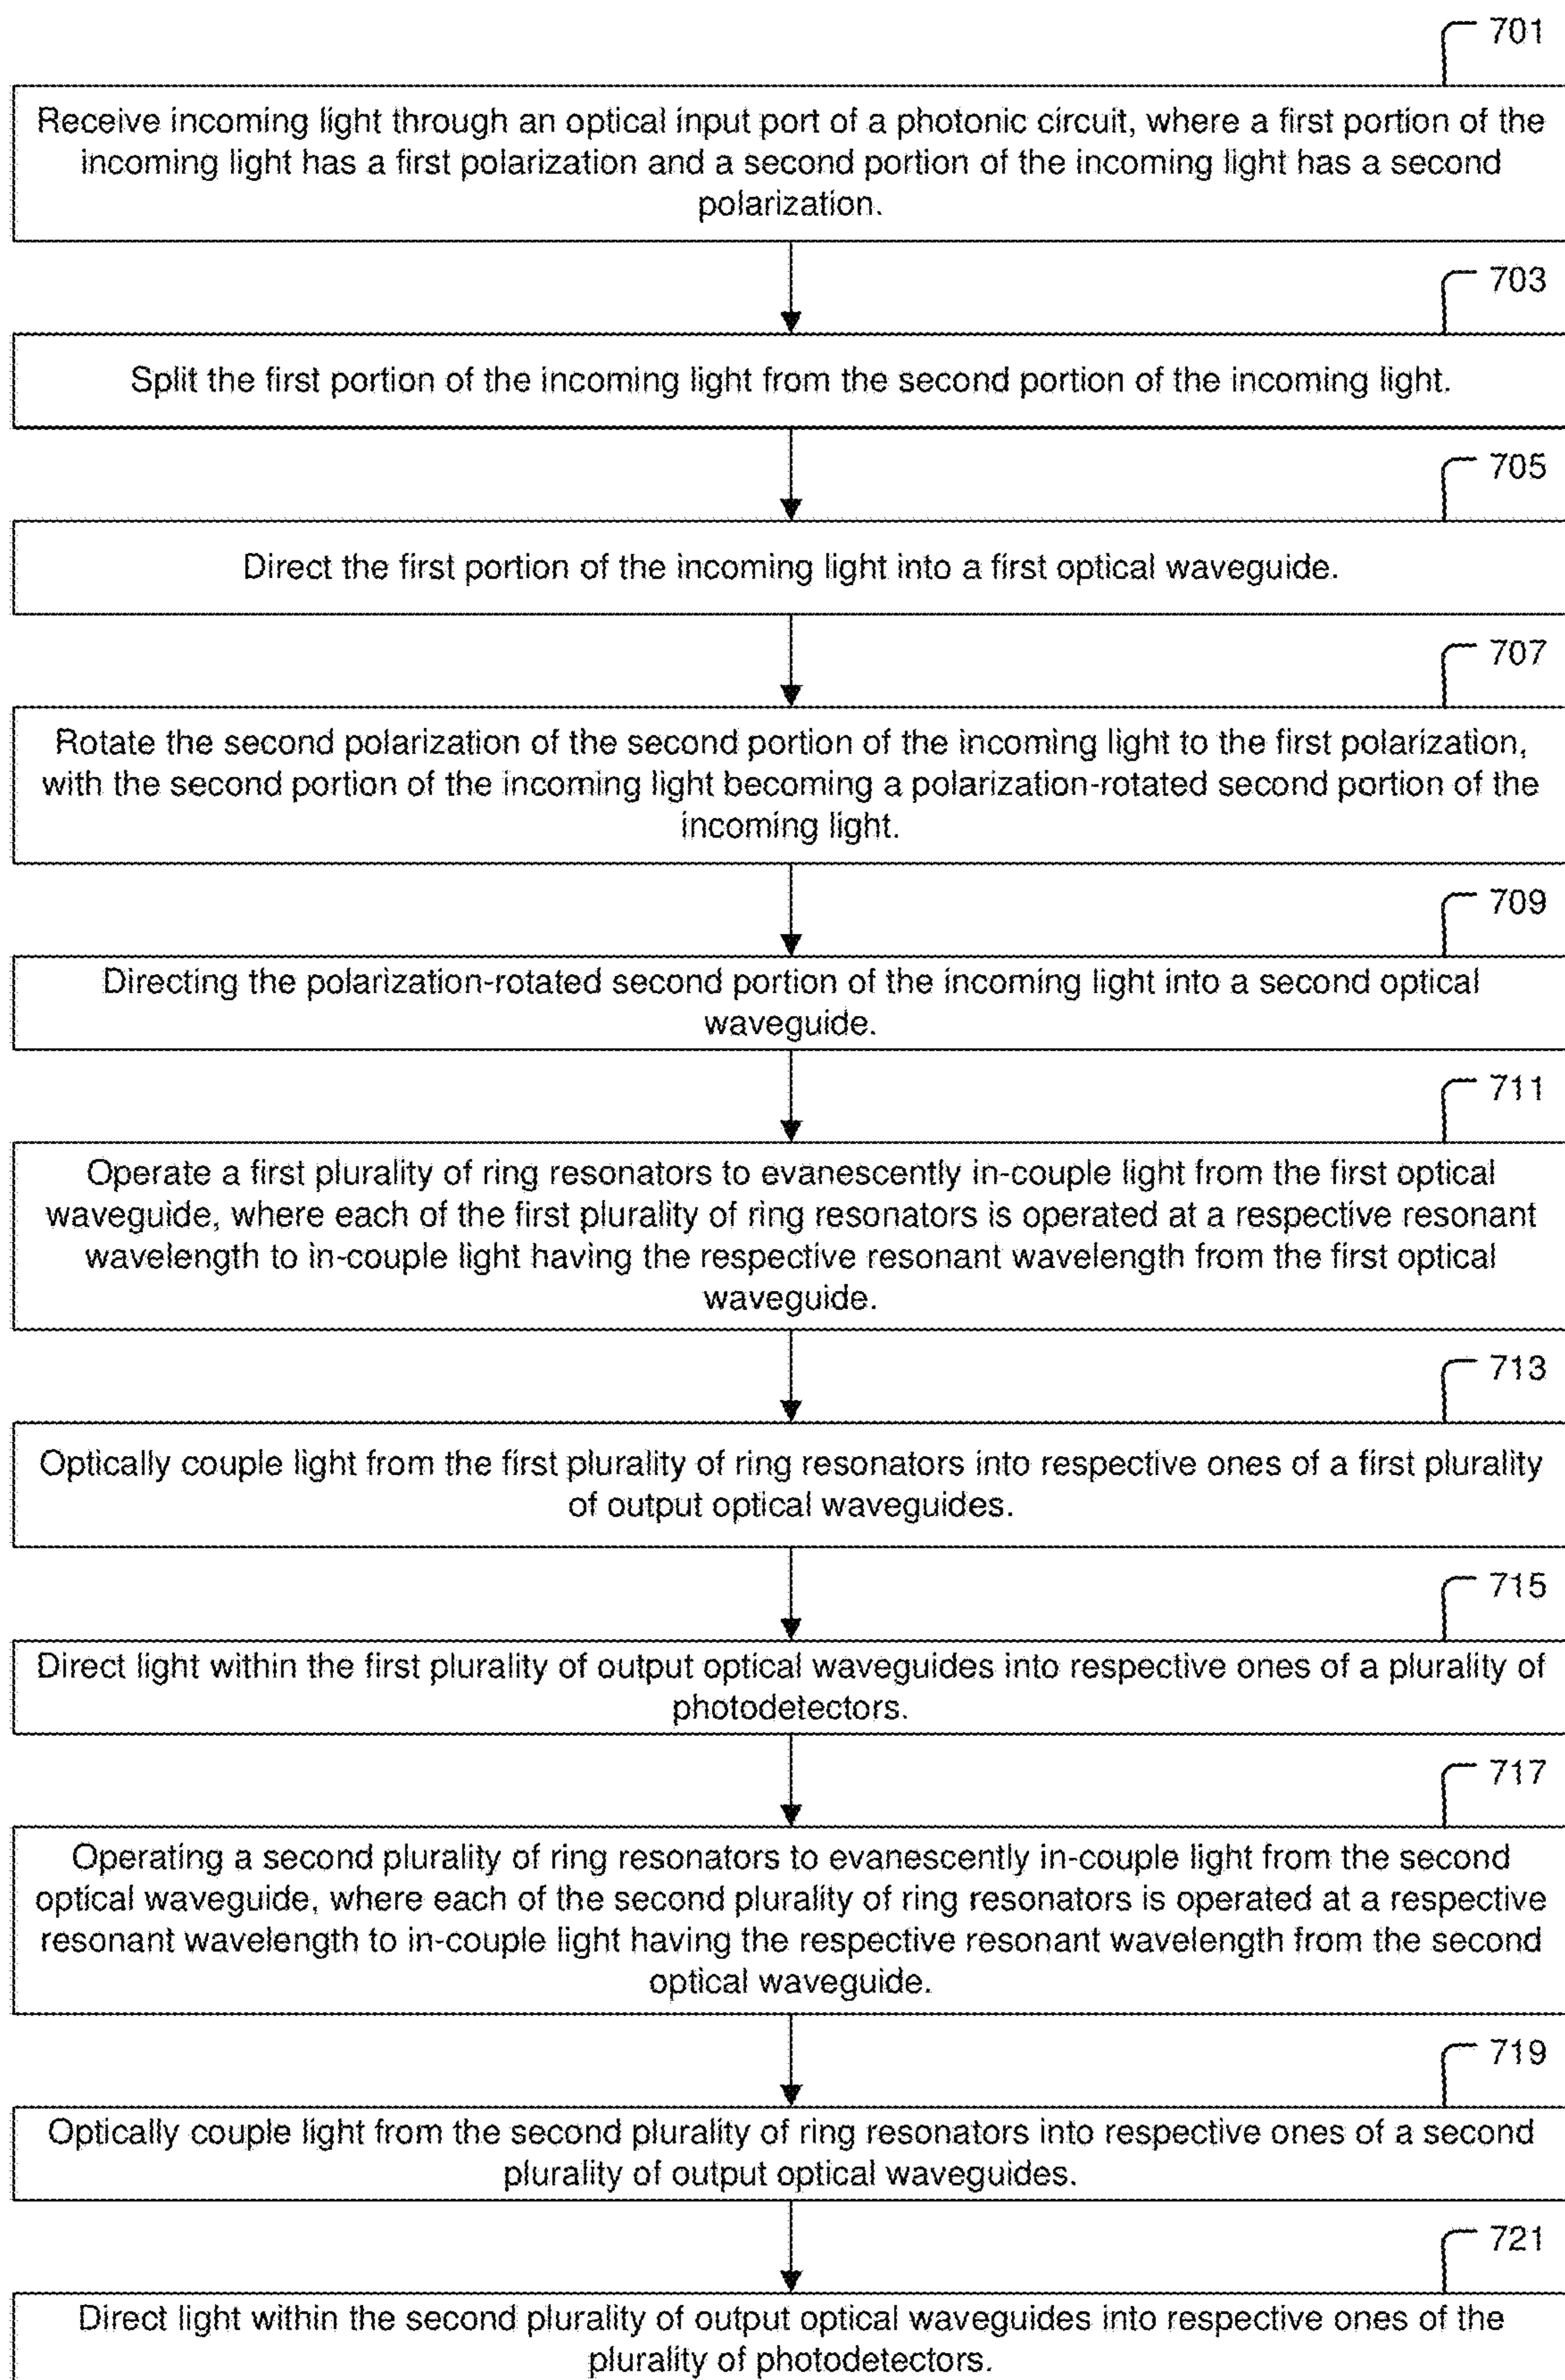 701
Receive incoming light through an optical input port of a photonic circuit, where a first portion of the
incoming light has a first polarization and a second portion of the incoming light has a second
polarization.
703
Split the first portion of the incoming light from the second portion of the incoming light.
705
Direct the first portion of the incoming light into a first optical waveguide.
707
Rotate the second polarization of the second portion of the incoming light to the first polarization,
with the second portion of the incoming light becoming a polarization-rotated second portion of the
incoming light.
709
Directing the polarization-rotated second portion of the incoming light into a second optical
waveguide.
711
Operate a first plurality of ring resonators to evanescently in-couple light from the first optical
waveguide, where each of the first plurality of ring resonators is operated at a respective resonant
wavelength to in-couple light having the respective resonant wavelength from the first optical
waveguide.
713
Optically couple light from the first plurality of ring resonators into respective ones of a first plurality
of output optical waveguides.
715
Direct light within the first plurality of output optical waveguides into respective ones of a plurality of
photodetectors.
717
Operating a second plurality of ring resonators to evanescently in-couple light from the second
optical waveguide, where each of the second plurality of ring resonators is operated at a respective
resonant wavelength to in-couple light having the respective resonant wavelength from the second
optical waveguide.
719
Optically couple light from the second plurality of ring resonators into respective ones of a second
plurality of output optical waveguides.
721
Direct light within the second plurality of output optical waveguides into respective ones of the
plurality of photodetectors.